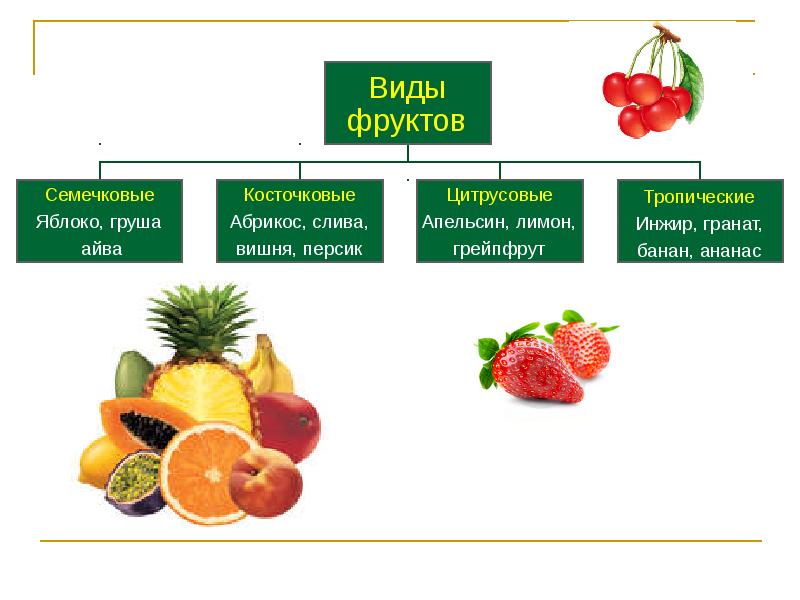 Виды
фруктов
Семечковые
Яблоко, груша
айва
Косточковые
Абрикос, слива,
вишня, персик
Цитрусовые
Апельсин, лимон,
грейпфрут
Тропические
Инжир, гранат,
банан, ананас